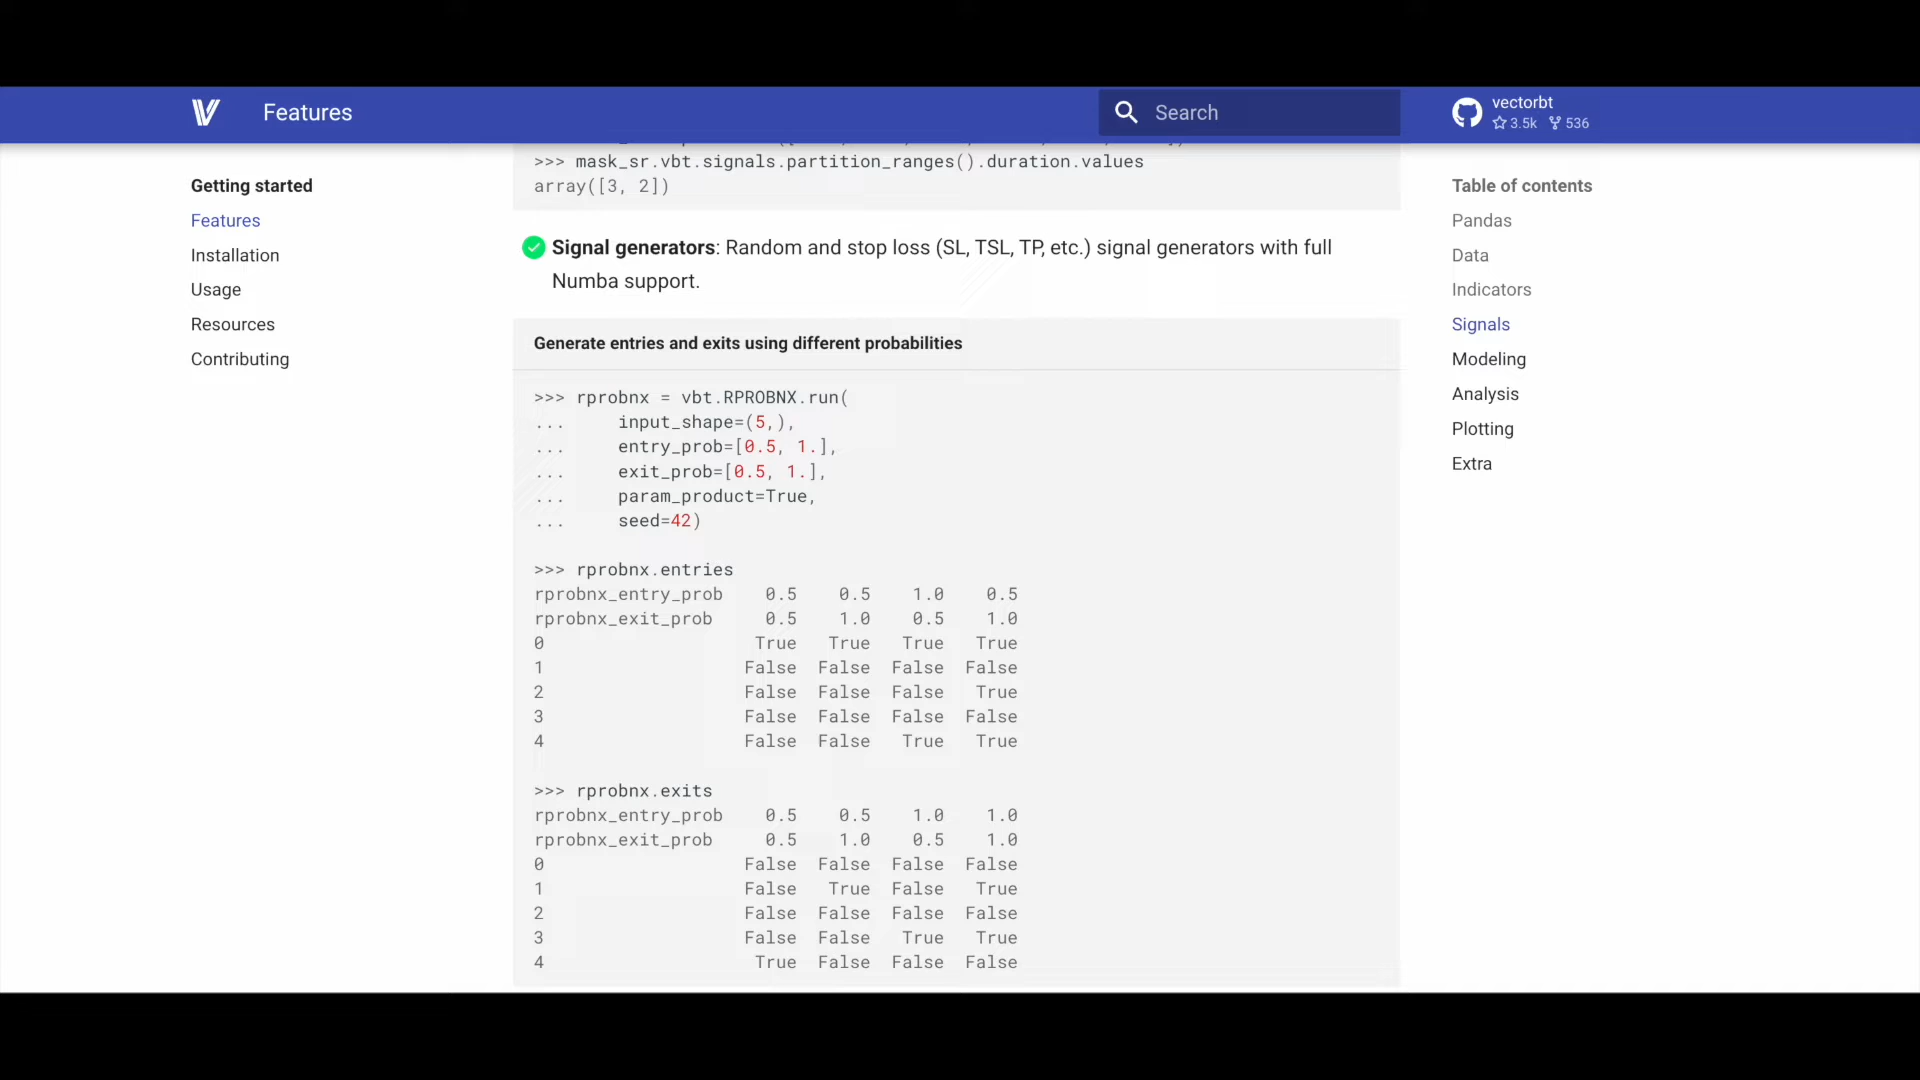 Features
Search
vectorbt
3.5k 536
Getting started
Features
Installation
Usage
Resources
Contributing
>>> mask_sr.vbt.signals.partition_ranges().duration.values
array([3, 2])
Signal generators: Random and stop loss (SL, TSL, TP, etc.) signal generators with full
Numba support.
Generate entries and exits using different probabilities
>>> rprobnx = vbt.RPROBNX.run(
...     input_shape=(5,),
...     entry_prob=[0.5, 1.],
...     exit_prob=[0.5, 1.],
...     param_product=True,
...     seed=42)
>>> rprobnx.entries
rprobnx_entry_prob    0.5    0.5    1.0    0.5
rprobnx_exit_prob     0.5    1.0    0.5    1.0
0                    True   True   True   True
1                   False  False  False  False
2                   False  False  False   True
3                   False  False  False  False
4                   False  False   True   True
>>> rprobnx.exits
rprobnx_entry_prob    0.5    0.5    1.0    1.0
rprobnx_exit_prob     0.5    1.0    0.5    1.0
0                   False  False  False  False
1                   False   True  False   True
2                   False  False  False  False
3                   False  False   True   True
4                    True  False  False  False
Table of contents
Pandas
Data
Indicators
Signals
Modeling
Analysis
Plotting
Extra